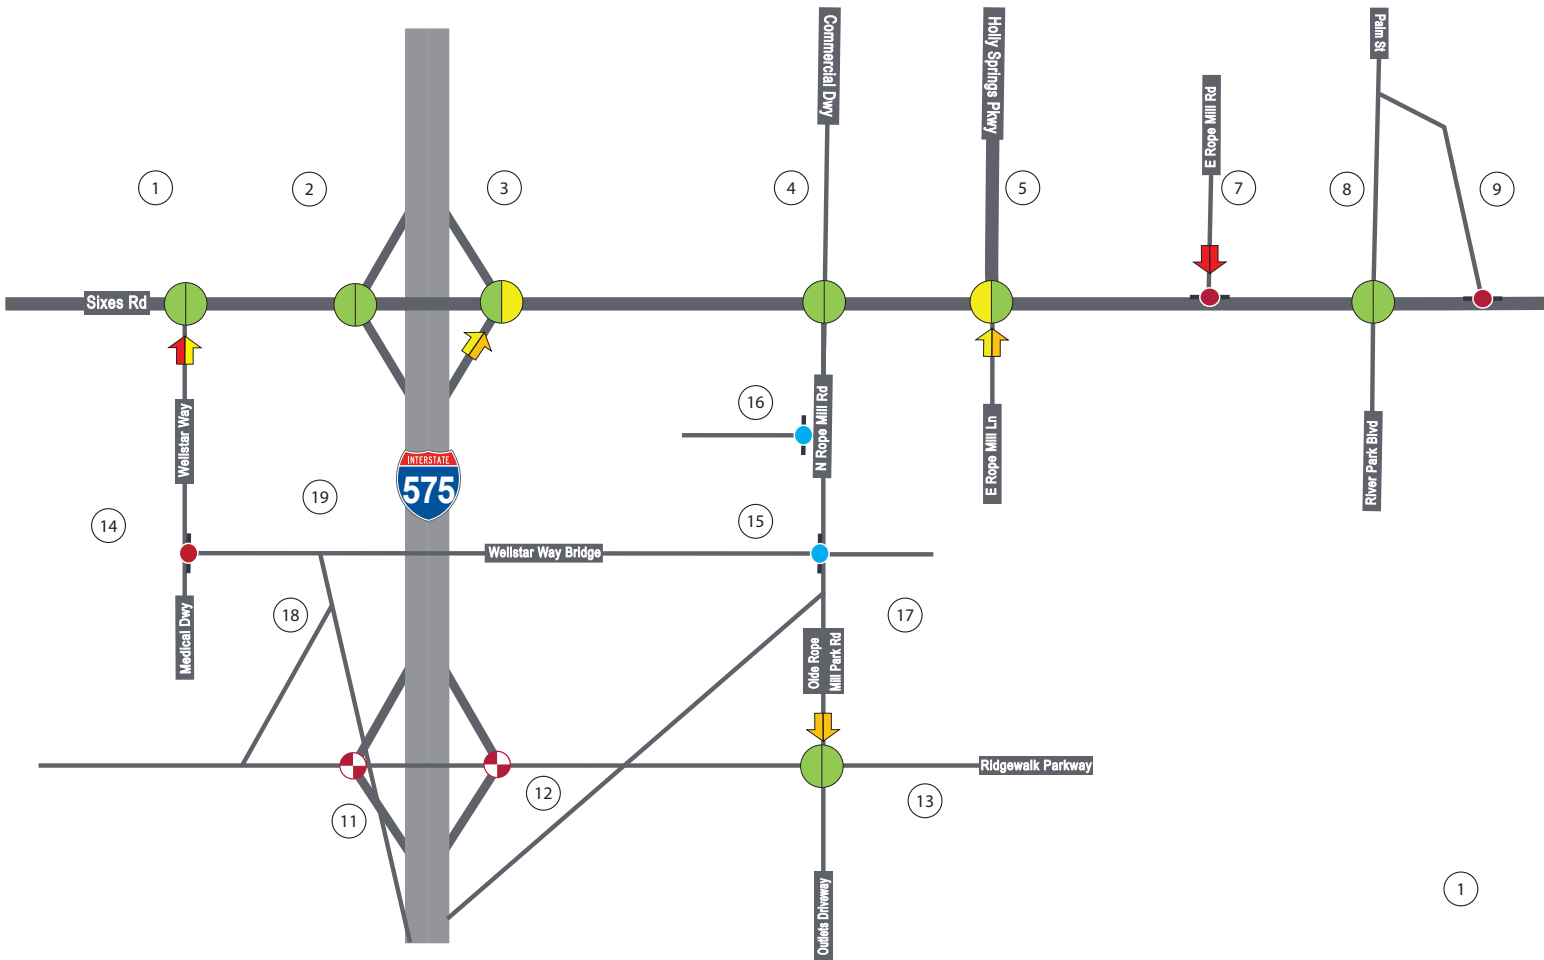 Commercial Dwy
Holly Springs Pkwy
Palm St
E Rope Mill Rd
1
2
3
4
5
7
8
9
Sixes Rd
16
N Rope Mill Rd
Wellstar Way
E Rope Mill Ln
River Park Blvd
INTERSTATE
575
19
14
15
Wellstar Way Bridge
18
17
Medical Dwy
Olde Rope
Mill Park Rd
Ridgewalk Parkway
12
13
11
Outlets Driveway
1